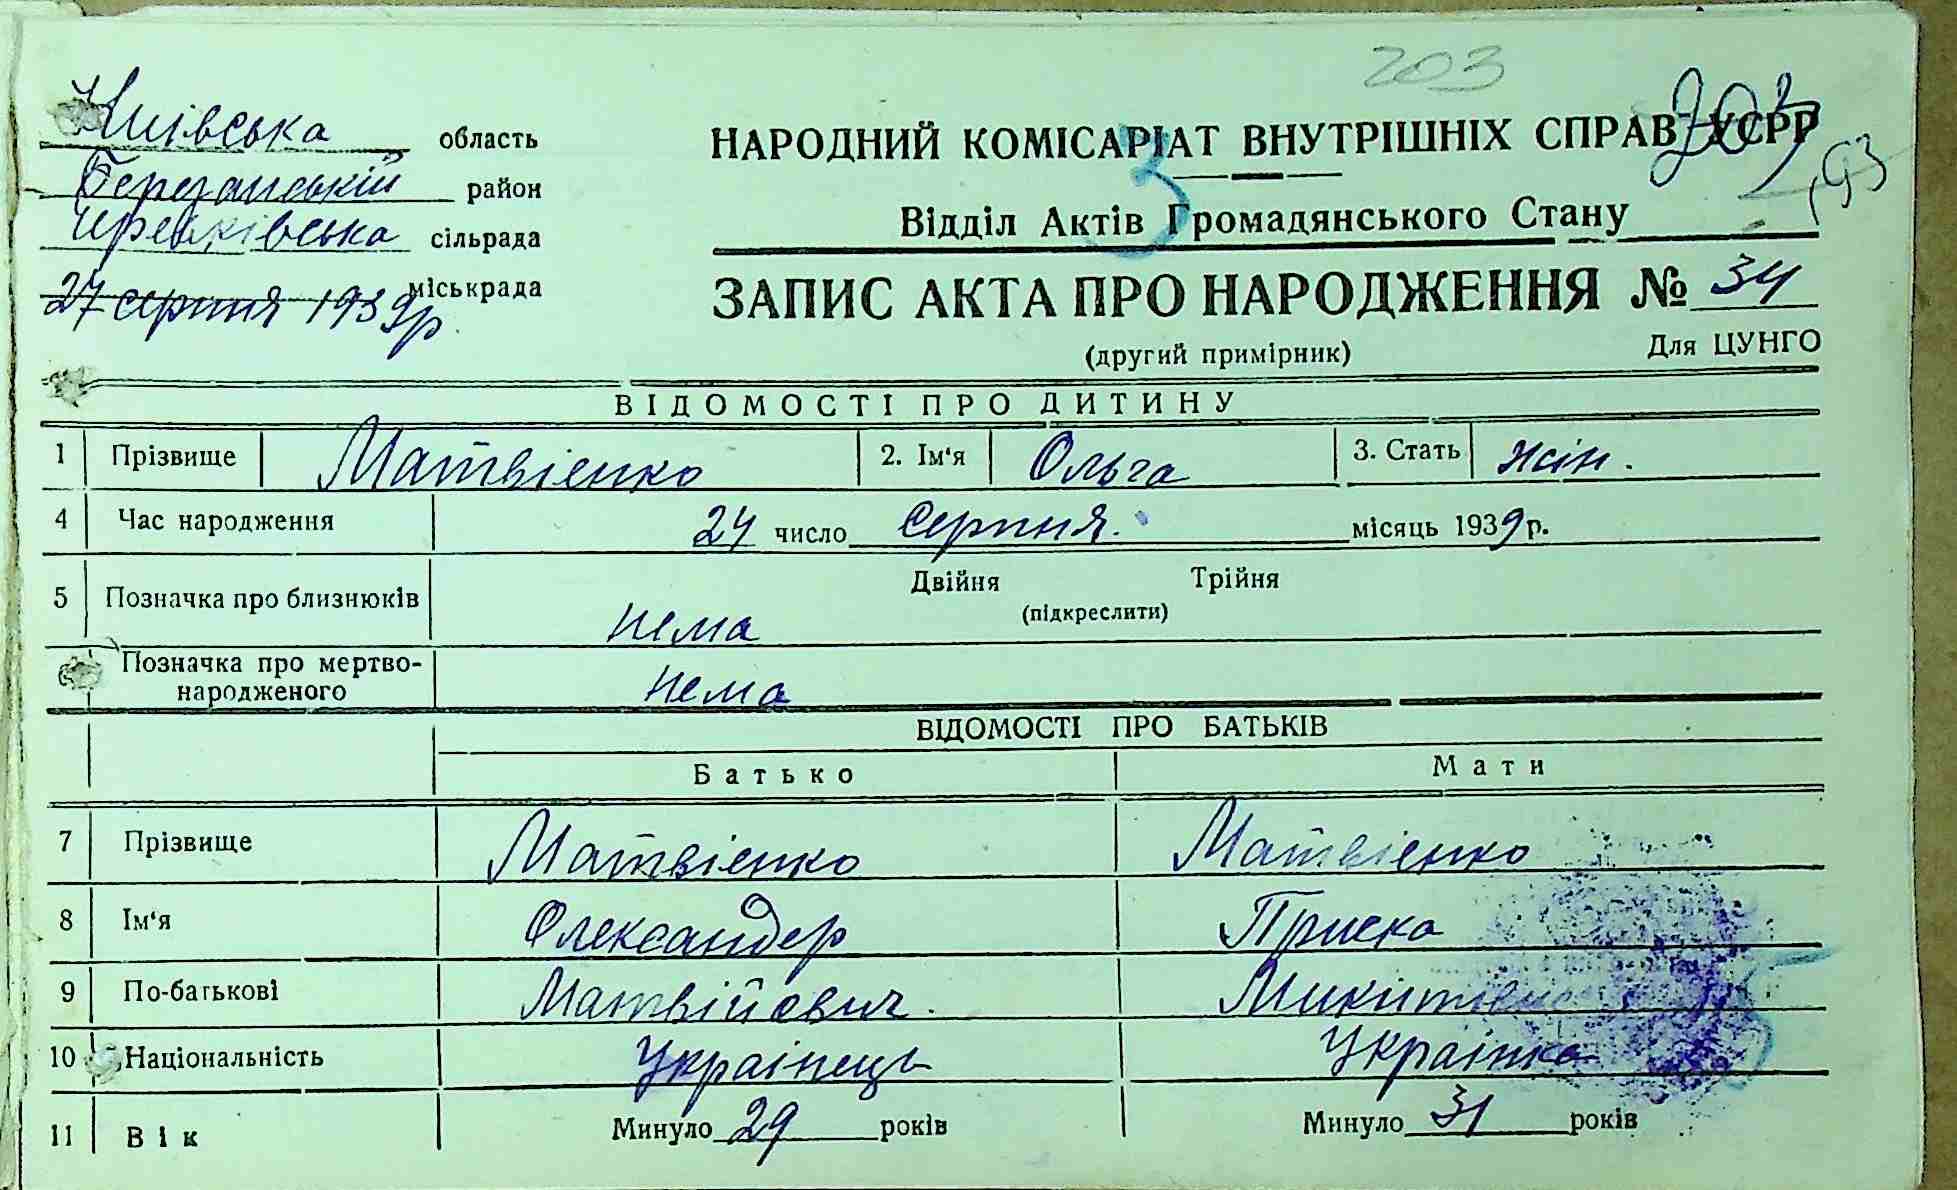 203
Київська область
НАРОДНИЙ КОМІСАРІАТ ВНУТРІШНІХ СПРАВ УСРР
203
193
3
Березанській район
сільрада
Відділ Актів Громадянського Стану
міськрада
27 серпня 1939 р.
ЗАПИС АКТА ПРО НАРОДЖЕННЯ № 34
(другий примірник) Для ЦУНГО
ВІДОМОСТІ ПРО ДИТИНУ
1 Прізвище Матвієнко 2. Ім'я Ольга 3. Стать жін.
4 Час народження 24 число серпня. місяць 1939 р.
5 Позначка про близнюків нема Двійня Трійня
(підкреслити)
Позначка про мертво-
народженого нема
ВІДОМОСТІ ПРО БАТЬКІВ
Батько Мати
7 Прізвище Матвієнко Матвієнко
8 Ім'я Олександер Приска
9 По-батькові Матвійович.
10 Національність Українець Українка
11 Вік Минуло 29 років Минуло 31 років